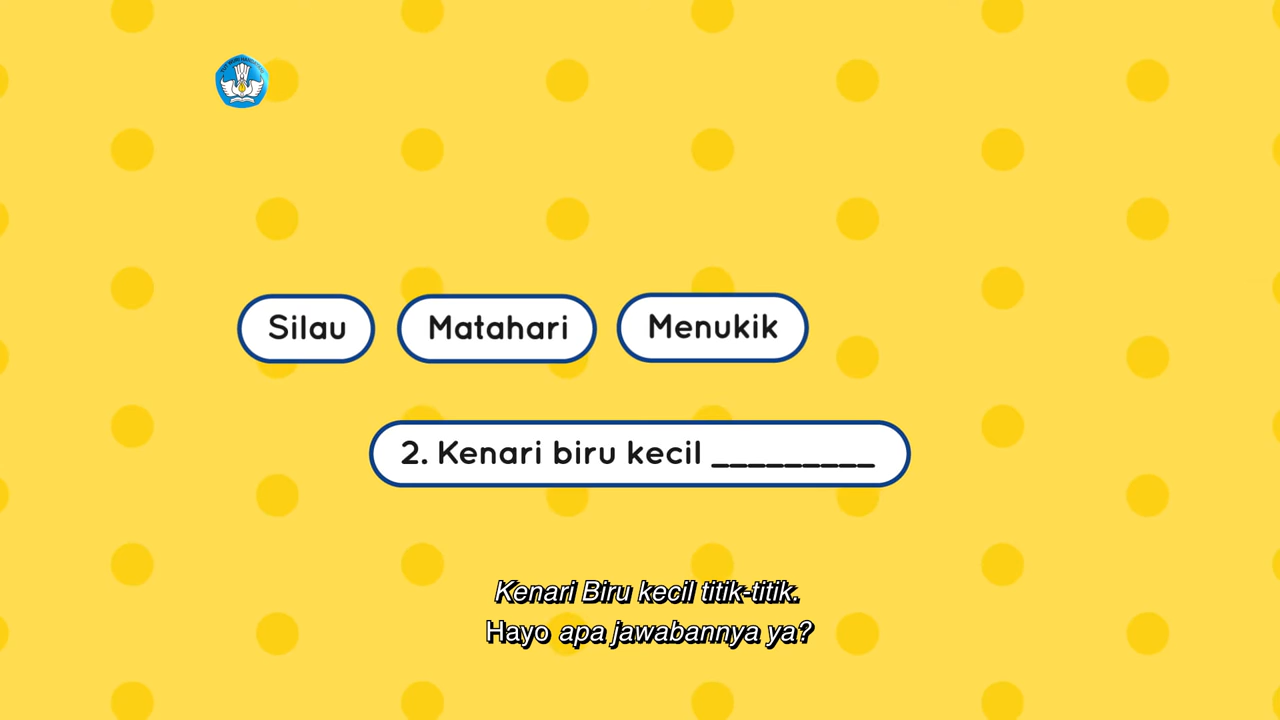 Silau Matahari Menukik
2. Kenari biru kecil _________
Kenari Biru kecil titik-titik.
Hayo apa jawabannya ya?